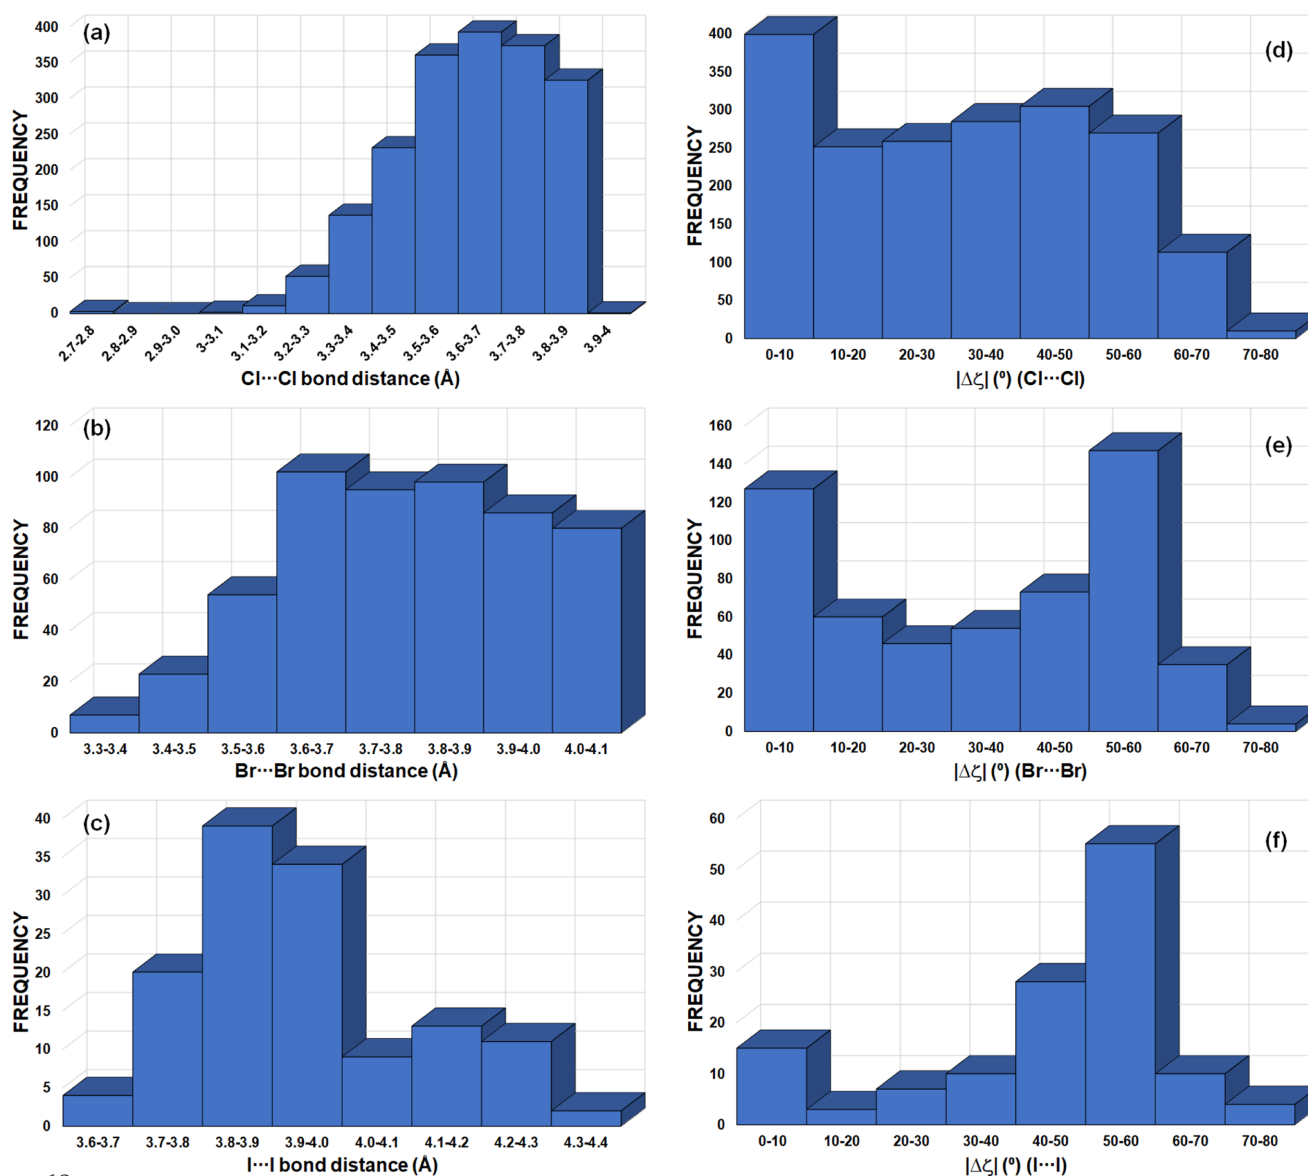 (a)
FREQUENCY
400
350
300
250
200
150
100
50
0
2.7-2.8 2.8-2.9 2.9-3.0 3-3.1 3.1-3.2 3.2-3.3 3.3-3.4 3.4-3.5 3.5-3.6 3.6-3.7 3.7-3.8 3.8-3.9 3.9-4
Cl···Cl bond distance (Å)
(d)
FREQUENCY
400
350
300
250
200
150
100
50
0
0-10 10-20 20-30 30-40 40-50 50-60 60-70 70-80
|Δζ| (º) (Cl···Cl)
(b)
FREQUENCY
120
100
80
60
40
20
0
3.3-3.4 3.4-3.5 3.5-3.6 3.6-3.7 3.7-3.8 3.8-3.9 3.9-4.0 4.0-4.1
Br···Br bond distance (Å)
(e)
FREQUENCY
160
140
120
100
80
60
40
20
0
0-10 10-20 20-30 30-40 40-50 50-60 60-70 70-80
|Δζ| (º) (Br···Br)
(c)
FREQUENCY
40
35
30
25
20
15
10
5
0
3.6-3.7 3.7-3.8 3.8-3.9 3.9-4.0 4.0-4.1 4.1-4.2 4.2-4.3 4.3-4.4
I···I bond distance (Å)
(f)
FREQUENCY
60
50
40
30
20
10
0
0-10 10-20 20-30 30-40 40-50 50-60 60-70 70-80
|Δζ| (º) (I···I)